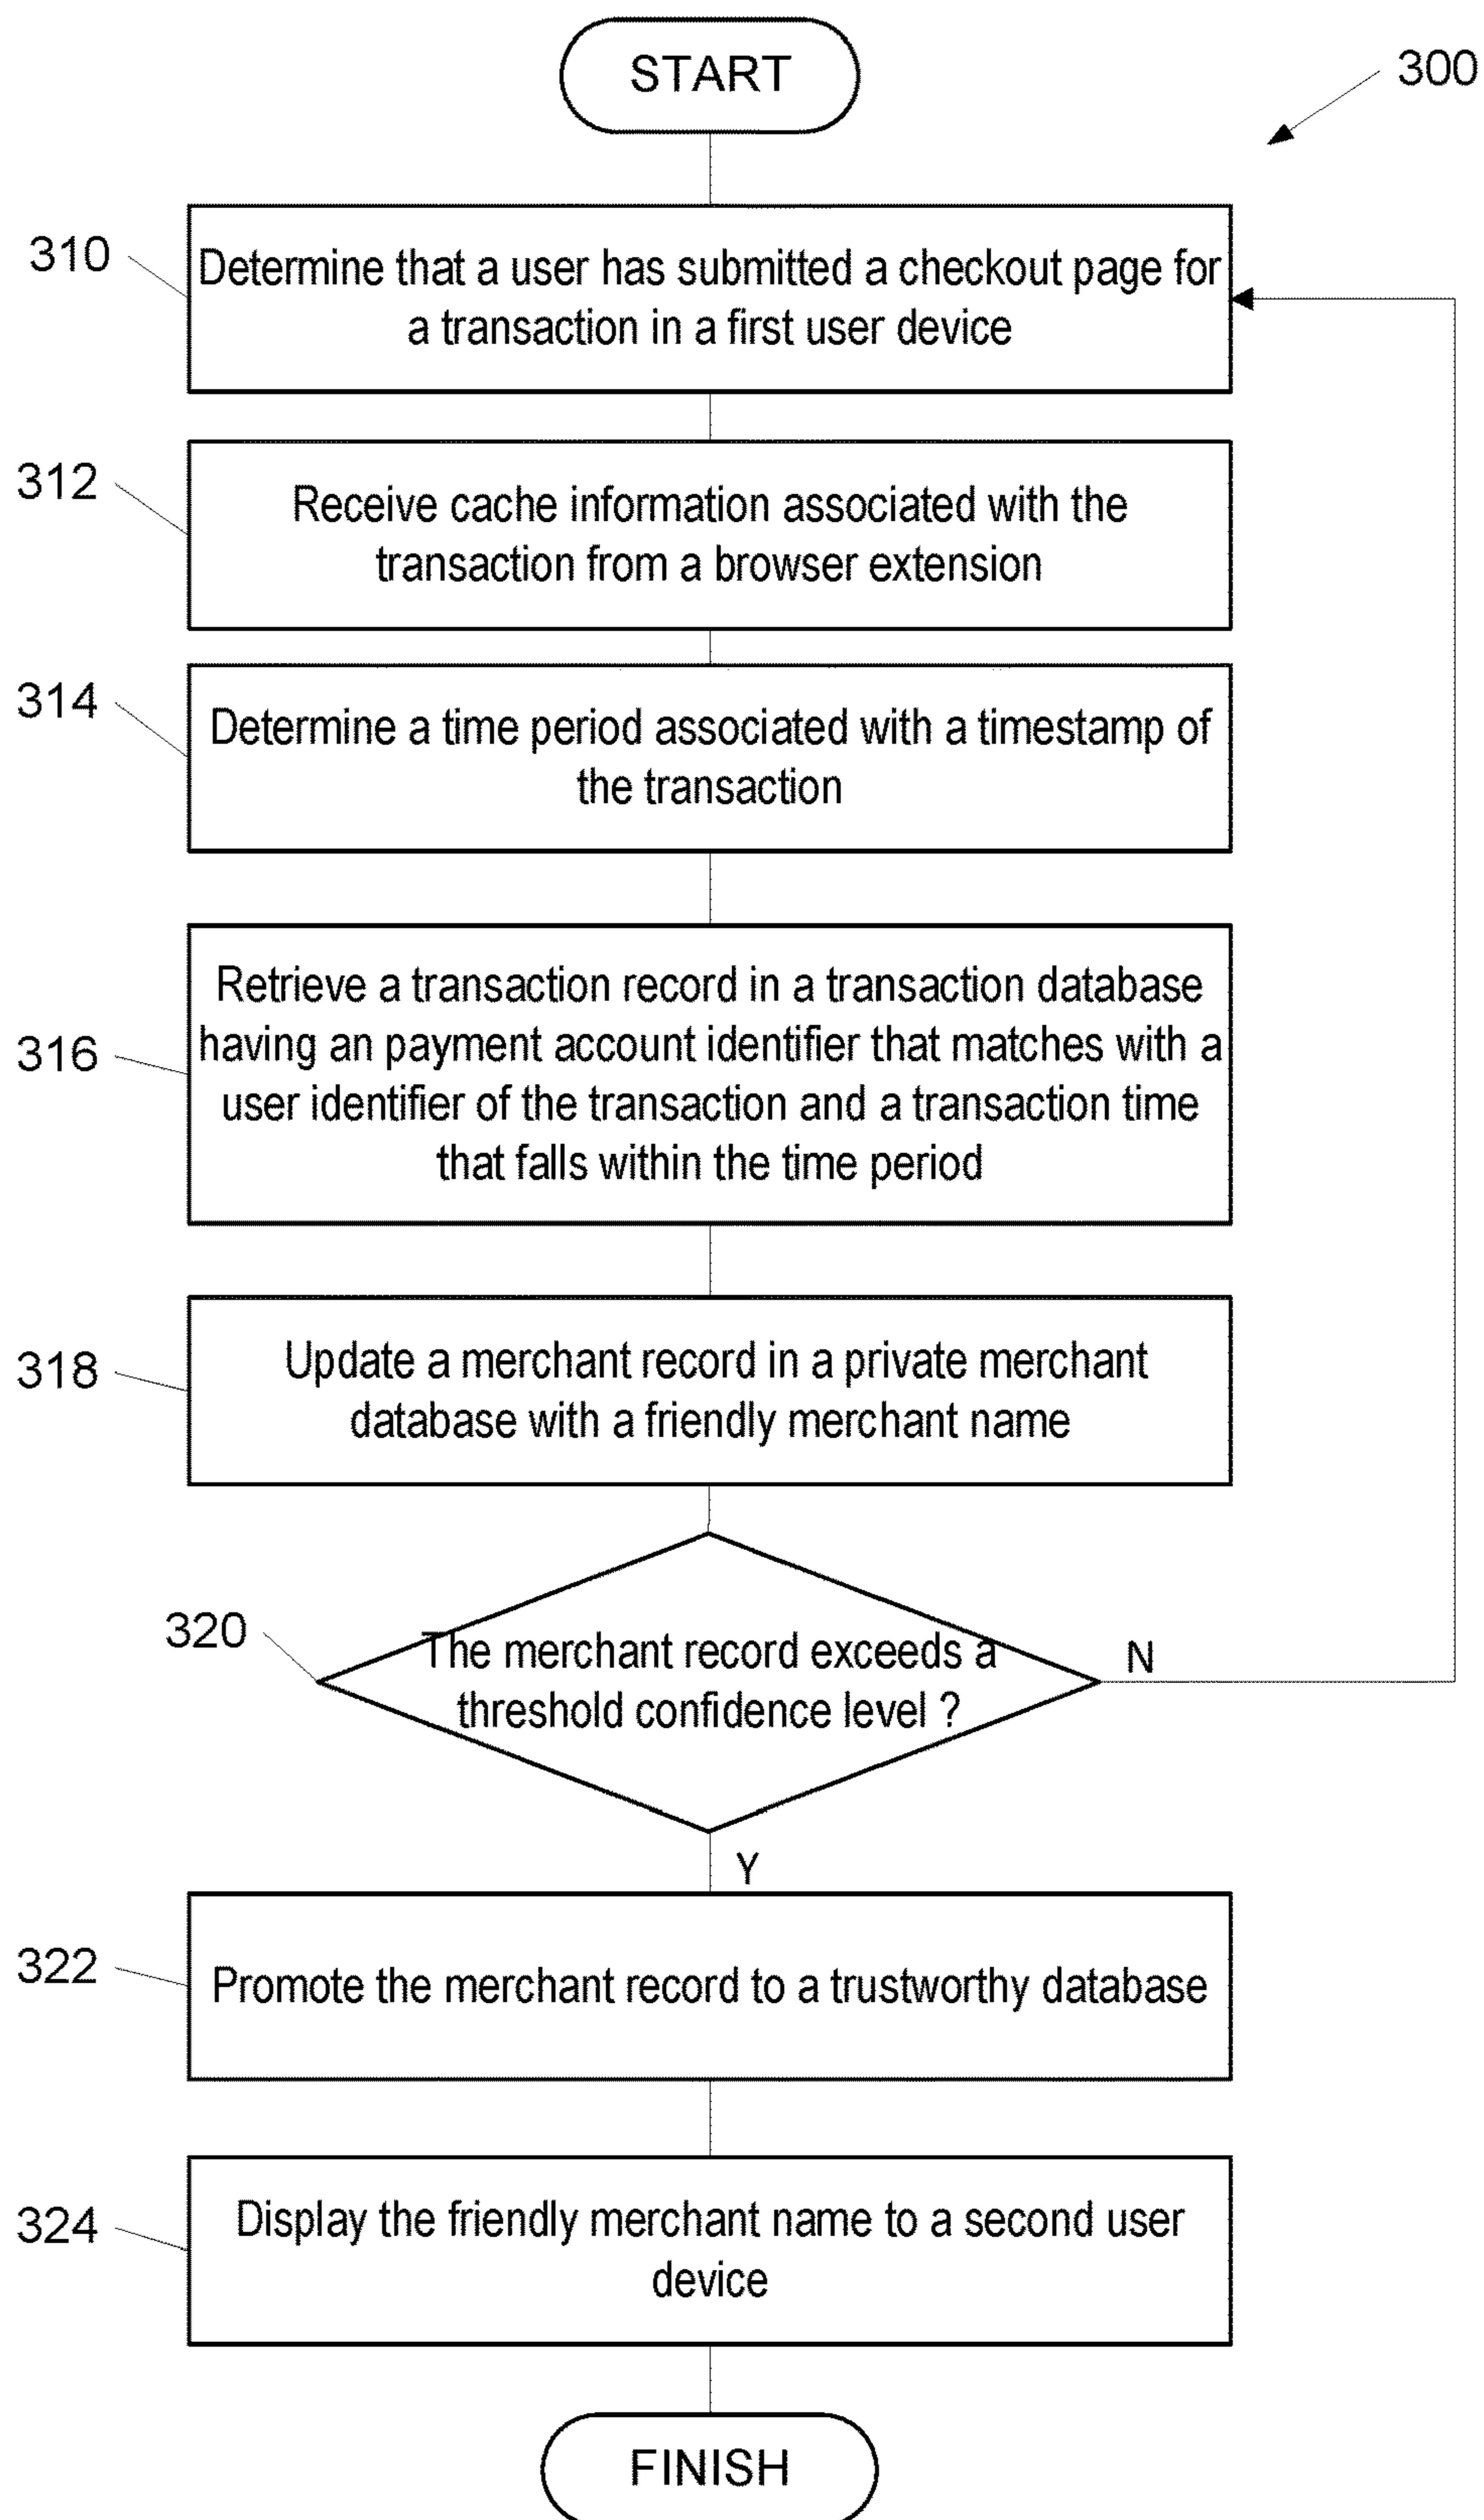 START
300
310
Determine that a user has submitted a checkout page for
a transaction in a first user device
312
Receive cache information associated with the
transaction from a browser extension
314
Determine a time period associated with a timestamp of
the transaction
316
Retrieve a transaction record in a transaction database
having an payment account identifier that matches with a
user identifier of the transaction and a transaction time
that falls within the time period
318
Update a merchant record in a private merchant
database with a friendly merchant name
320
The merchant record exceeds a
threshold confidence level ?
N
Y
322
Promote the merchant record to a trustworthy database
324
Display the friendly merchant name to a second user
device
FINISH